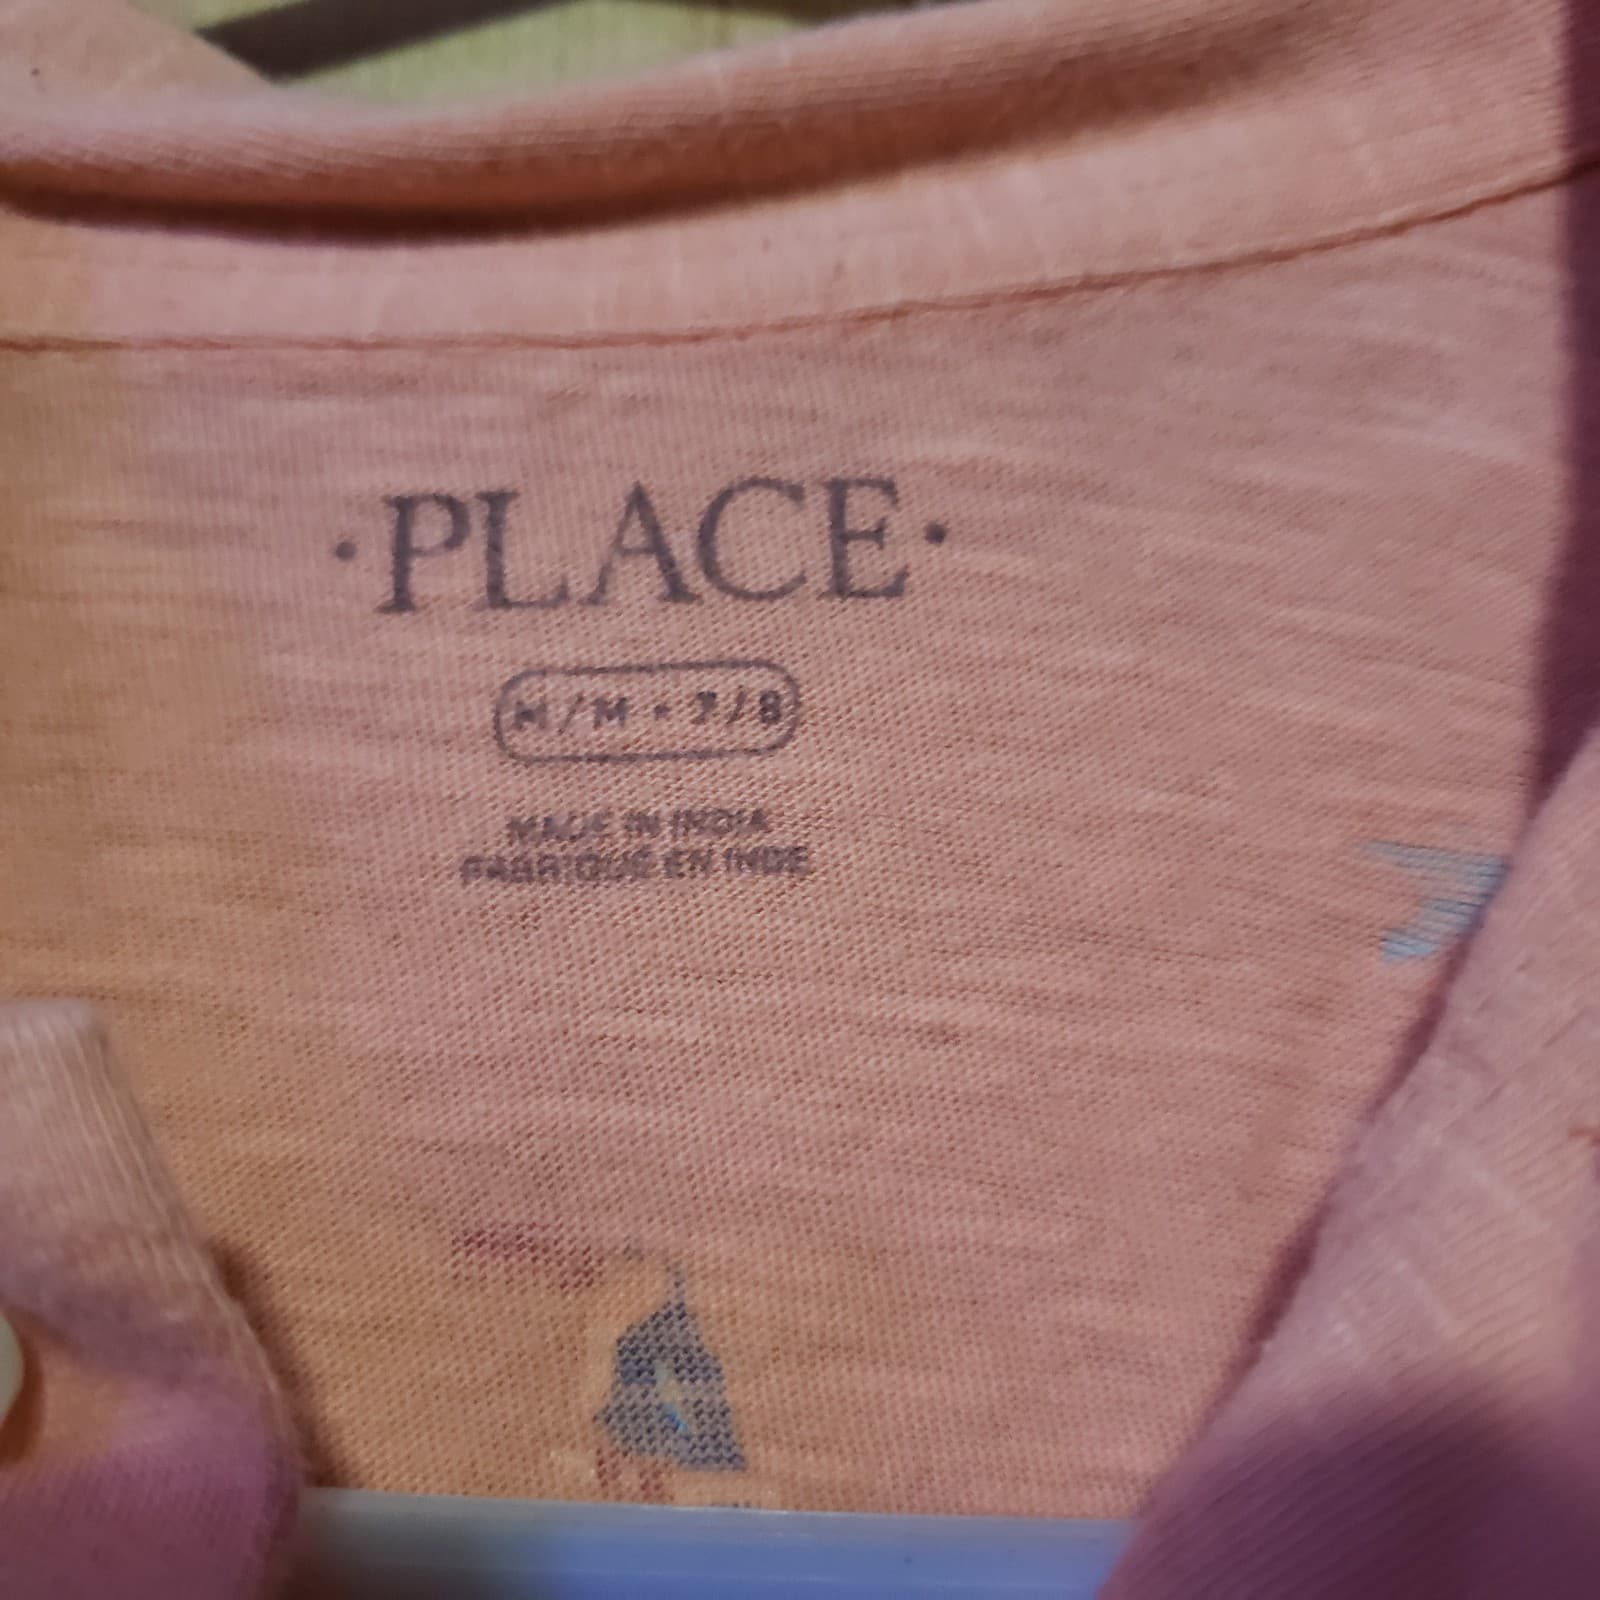 ·PLACE·
M/M · 7/8
MADE IN INDIA
FABRIQUÉ EN INDE